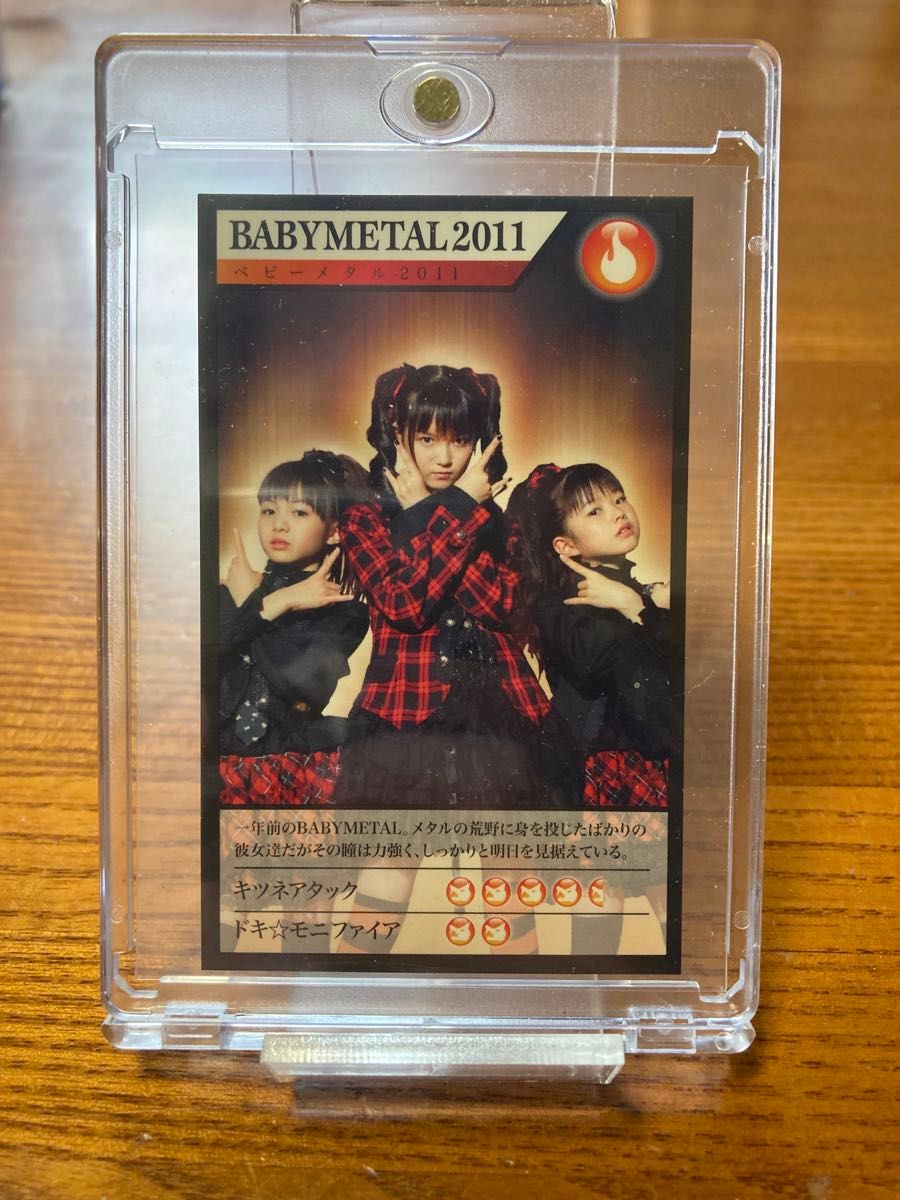 BABYMETAL 2011
ベビーメタル 2011
一年前のBABYMETAL。メタルの荒野に身を投じたばかりの
彼女達だがその瞳は力強く、しっかりと明日を見据えている。
キツネアタック
ドキ☆モニファイア